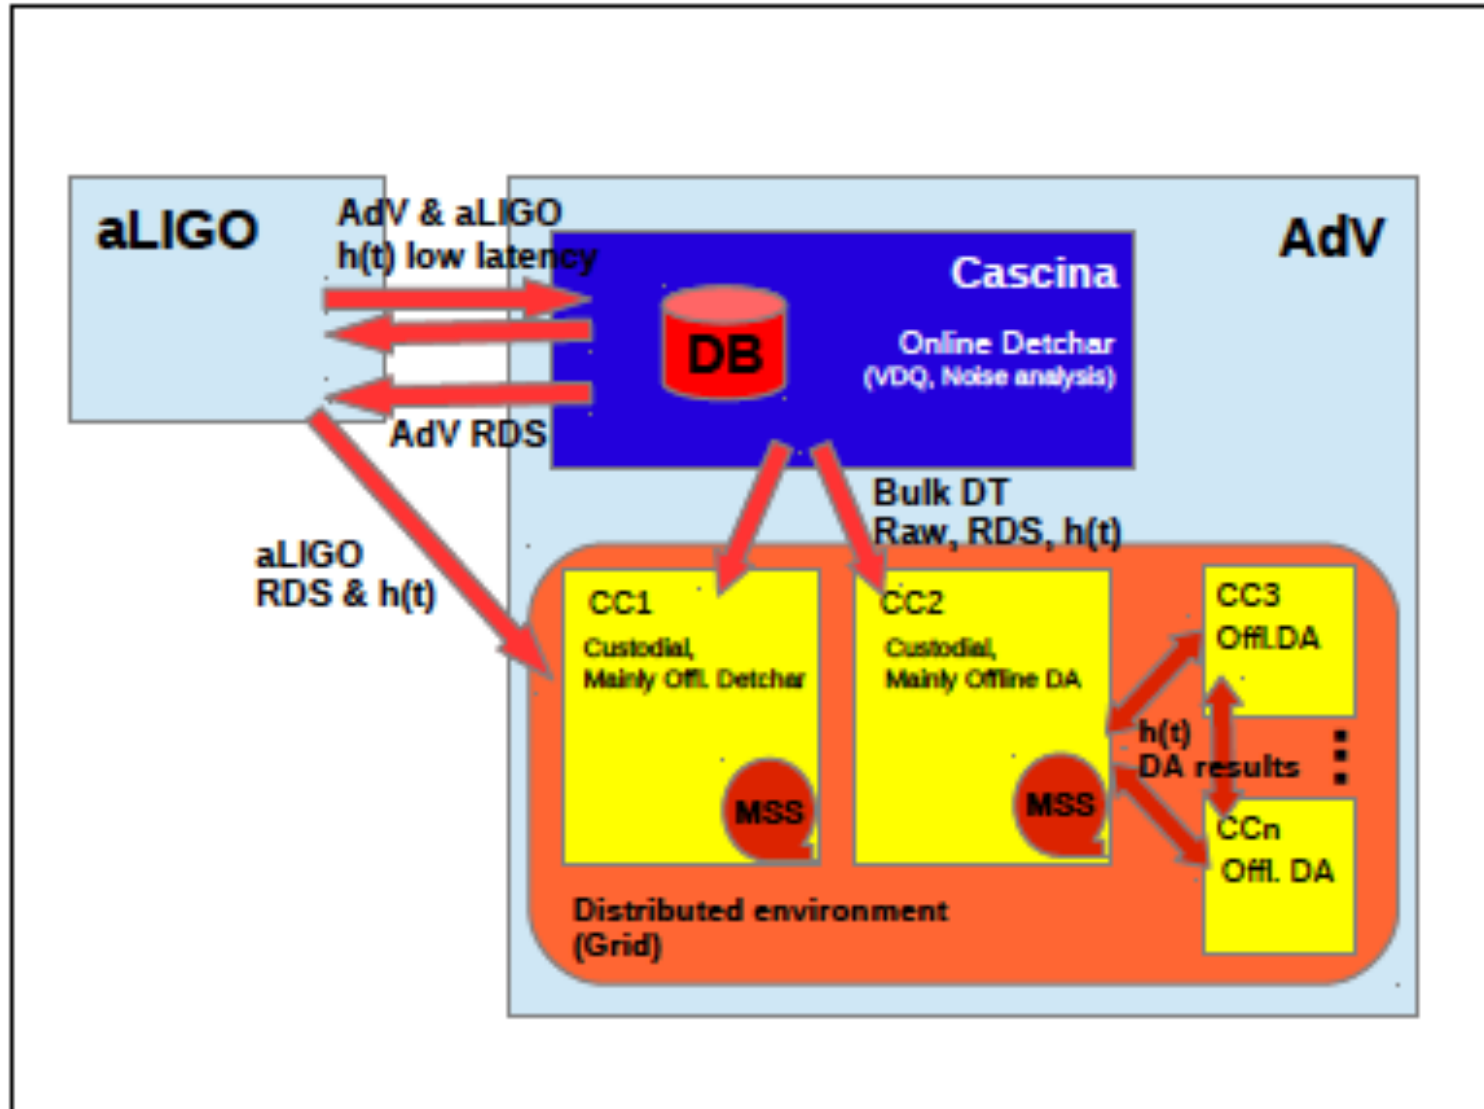 aLIGO
AdV & aLIGO
h(t) low latency
AdV
Cascina
DB
Online Detchar
(VDQ, Noise analysis)
AdV RDS
Bulk DT
Raw, RDS, h(t)
aLIGO
RDS & h(t)
CC1
Custodial,
Mainly Offl. Detchar
MSS
CC2
Custodial,
Mainly Offline DA
MSS
CC3
Offl.DA
h(t)
DA results
CCn
Offl. DA
Distributed environment
(Grid)